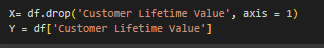 X= df.drop('Customer Lifetime Value', axis = 1)
Y = df['Customer Lifetime Value']